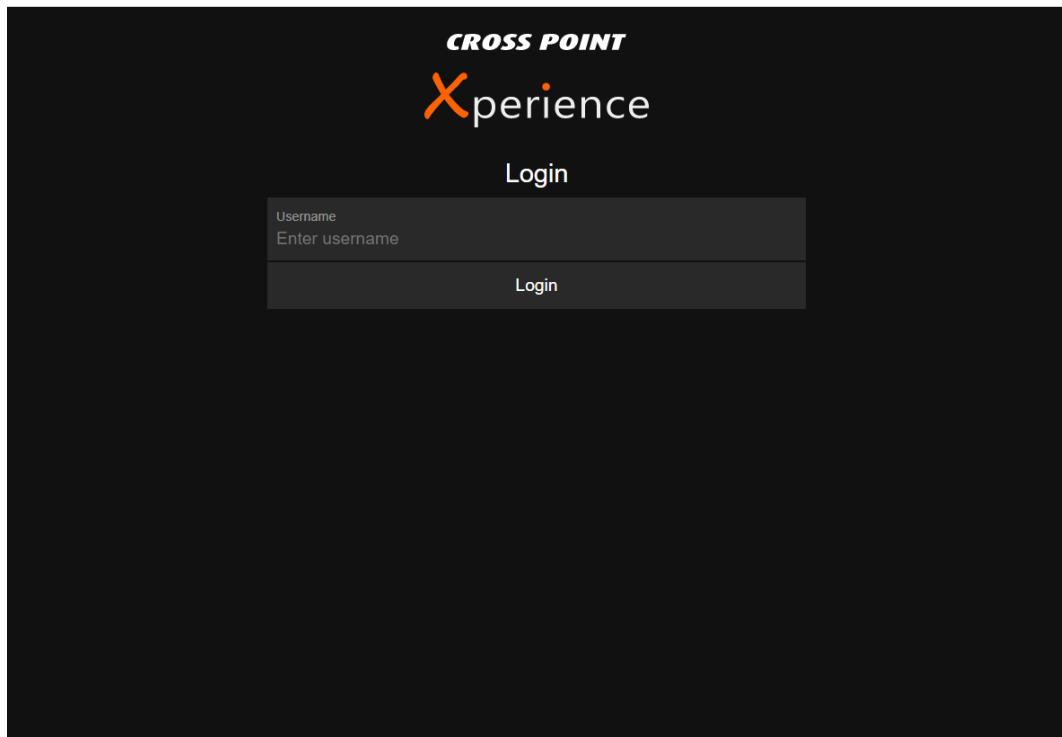 CROSS POINT
Xperience
Login
Username
Enter username
Login